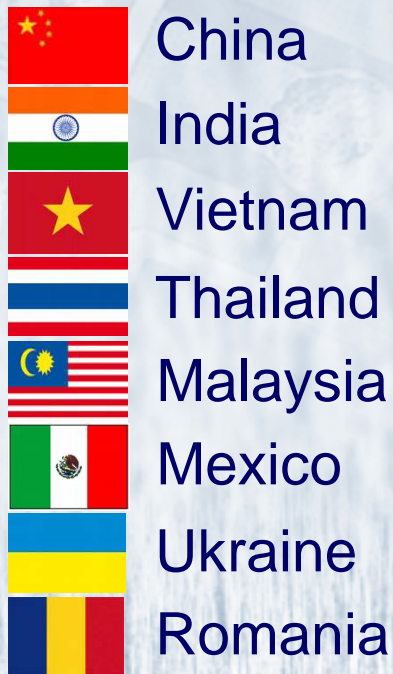 China
India
Vietnam
Thailand
Malaysia
Mexico
Ukraine
Romania